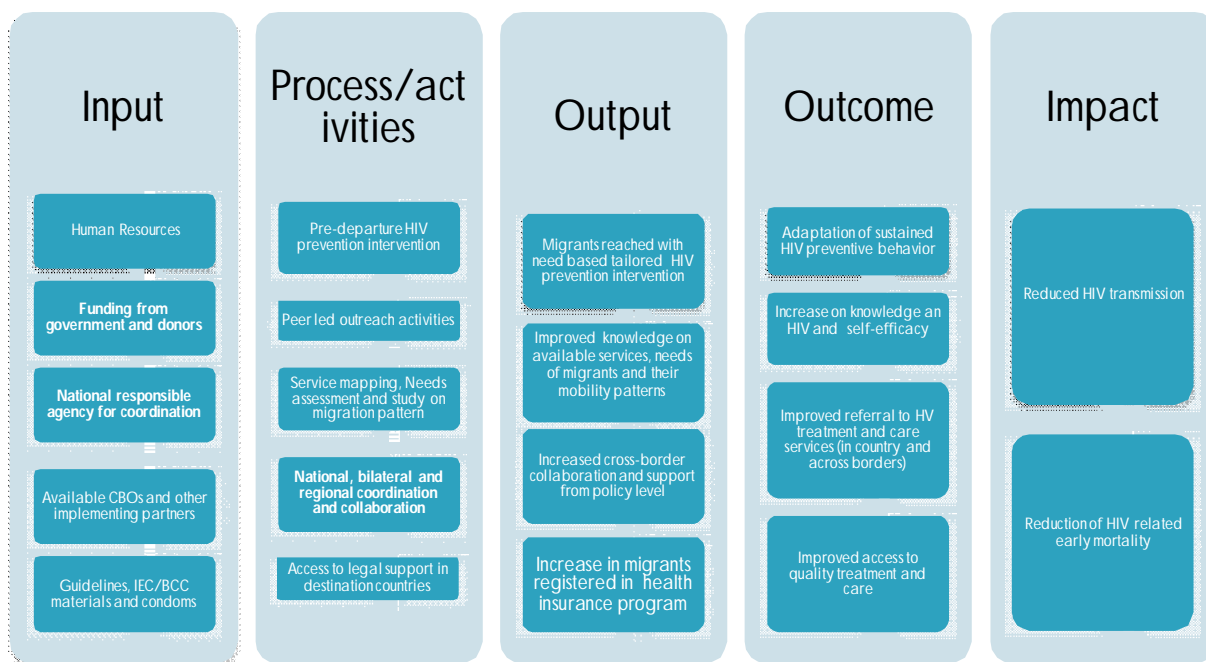 Input
Human Resources
Funding from
government and donors
National responsible
agency for coordination
Available CBOs and other
implementing partners
Guidelines, IEC/BCC
materials and condoms
Process/act
ivities
Pre-departure HIV
prevention intervention
Peer led outreach activities
Service mapping, Needs
assessment and study on
migration pattern
National, bilateral and
regional coordination
and collaboration
Access to legal support in
destination countries
Output
Migrants reached with
need based tailored HIV
prevention intervention
Improved knowledge on
available services, needs
of migrants and their
mobility patterns
Increased cross-border
collaboration and support
from policy level
Increase in migrants
registered in health
insurance program
Outcome
Adaptation of sustained
HIV preventive behavior
Increase on knowledge an
HIV and self-efficacy
Improved referral to HV
treatment and care
services (in country and
across borders)
Improved access to
quality treatment and
care
Impact
Reduced HIV transmission
Reduction of HIV related
early mortality